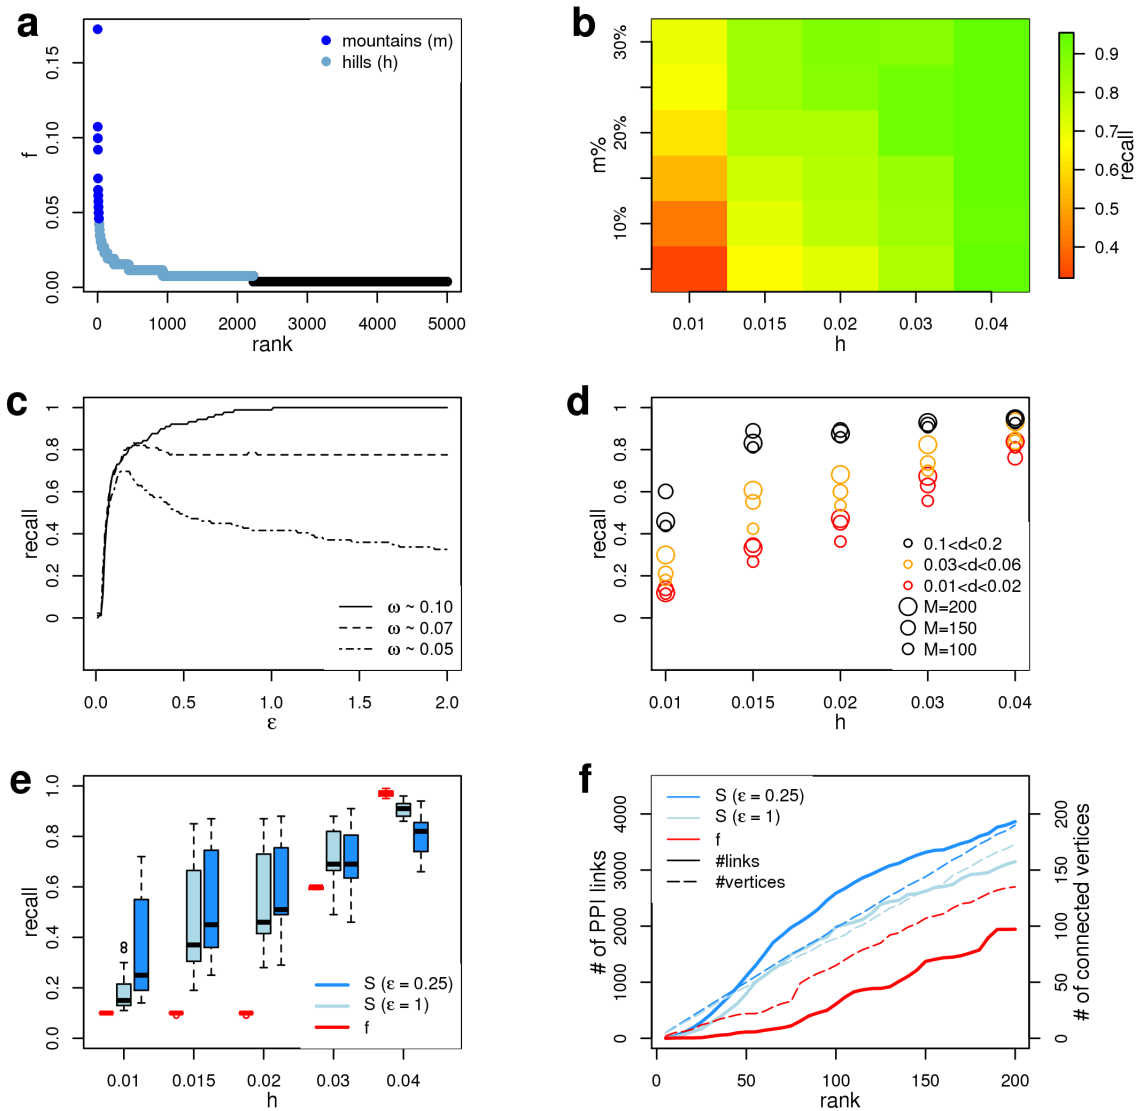 a
mountains (m)
hills (h)
0.15
0.10
0.05
0.00
f
0 1000 2000 3000 4000 5000
rank
b
30%
20%
10%
m%
0.01 0.015 0.02 0.03 0.04
h
0.9
0.8
0.7
0.6
0.5
0.4
recall
c
1
0.8
0.6
0.4
0.2
0
recall
ω ~ 0.10
ω ~ 0.07
ω ~ 0.05
0.0 0.5 1.0 1.5 2.0
ε
d
1
0.8
0.6
0.4
0.2
0
recall
0.1<d<0.2
0.03<d<0.06
0.01<d<0.02
M=200
M=150
M=100
0.01 0.015 0.02 0.03 0.04
h
e
1.0
0.8
0.6
0.4
0.2
0.0
recall
S (ε = 0.25)
S (ε = 1)
f
0.01 0.015 0.02 0.03 0.04
h
f
S (ε = 0.25)
S (ε = 1)
f
#links
#vertices
4000
3000
2000
1000
0
# of PPI links
200
150
100
50
0
# of connected vertices
0 50 100 150 200
rank